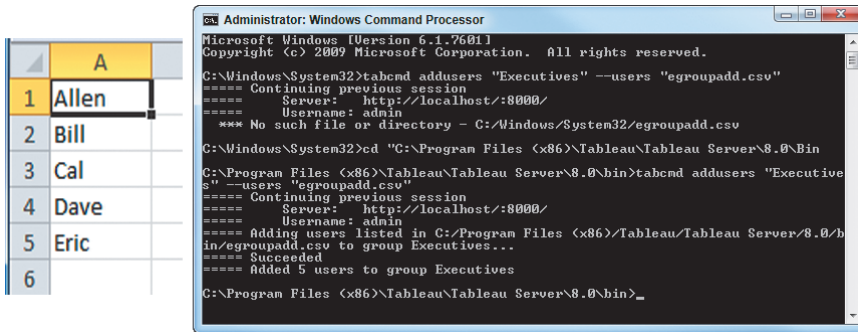 A
1 Allen
2 Bill
3 Cal
4 Dave
5 Eric
6
Administrator: Windows Command Processor
Microsoft Windows [Version 6.1.7601]
Copyright (c) 2009 Microsoft Corporation. All rights reserved.
C:\Windows\System32>tabcmd addusers "Executives" --users "egroupadd.csv"
===== Continuing previous session
===== Server: http://localhost/:8000/
===== Username: admin
*** No such file or directory - C:/Windows/System32/egroupadd.csv
C:\Windows\System32>cd "C:\Program Files (x86)\Tableau\Tableau Server\8.0\Bin
C:\Program Files (x86)\Tableau\Tableau Server\8.0\bin>tabcmd addusers "Executive
s" --users "egroupadd.csv"
===== Continuing previous session
===== Server: http://localhost/:8000/
===== Username: admin
===== Adding users listed in C:/Program Files (x86)/Tableau/Tableau Server/8.0/b
in/egroupadd.csv to group Executives...
===== Succeeded
===== Added 5 users to group Executives
C:\Program Files (x86)\Tableau\Tableau Server\8.0\bin>_